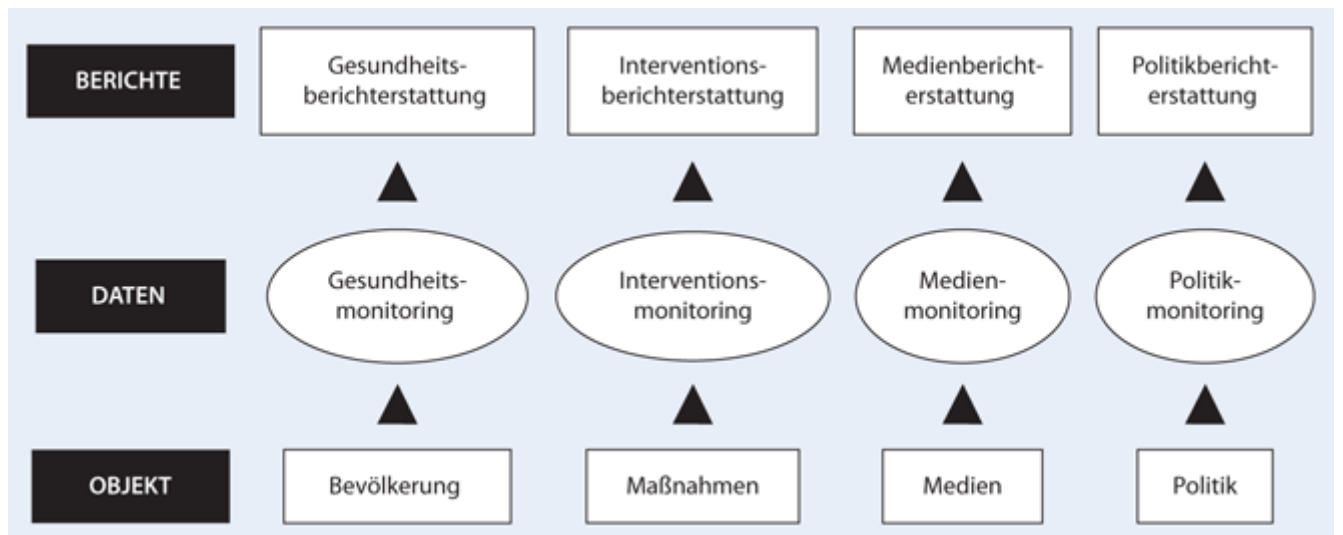 BERICHTE
Gesundheits-
berichterstattung
Interventions-
berichterstattung
Medienbericht-
erstattung
Politikbericht-
erstattung
DATEN
Gesundheits-
monitoring
Interventions-
monitoring
Medien-
monitoring
Politik-
monitoring
OBJEKT
Bevölkerung
Maßnahmen
Medien
Politik